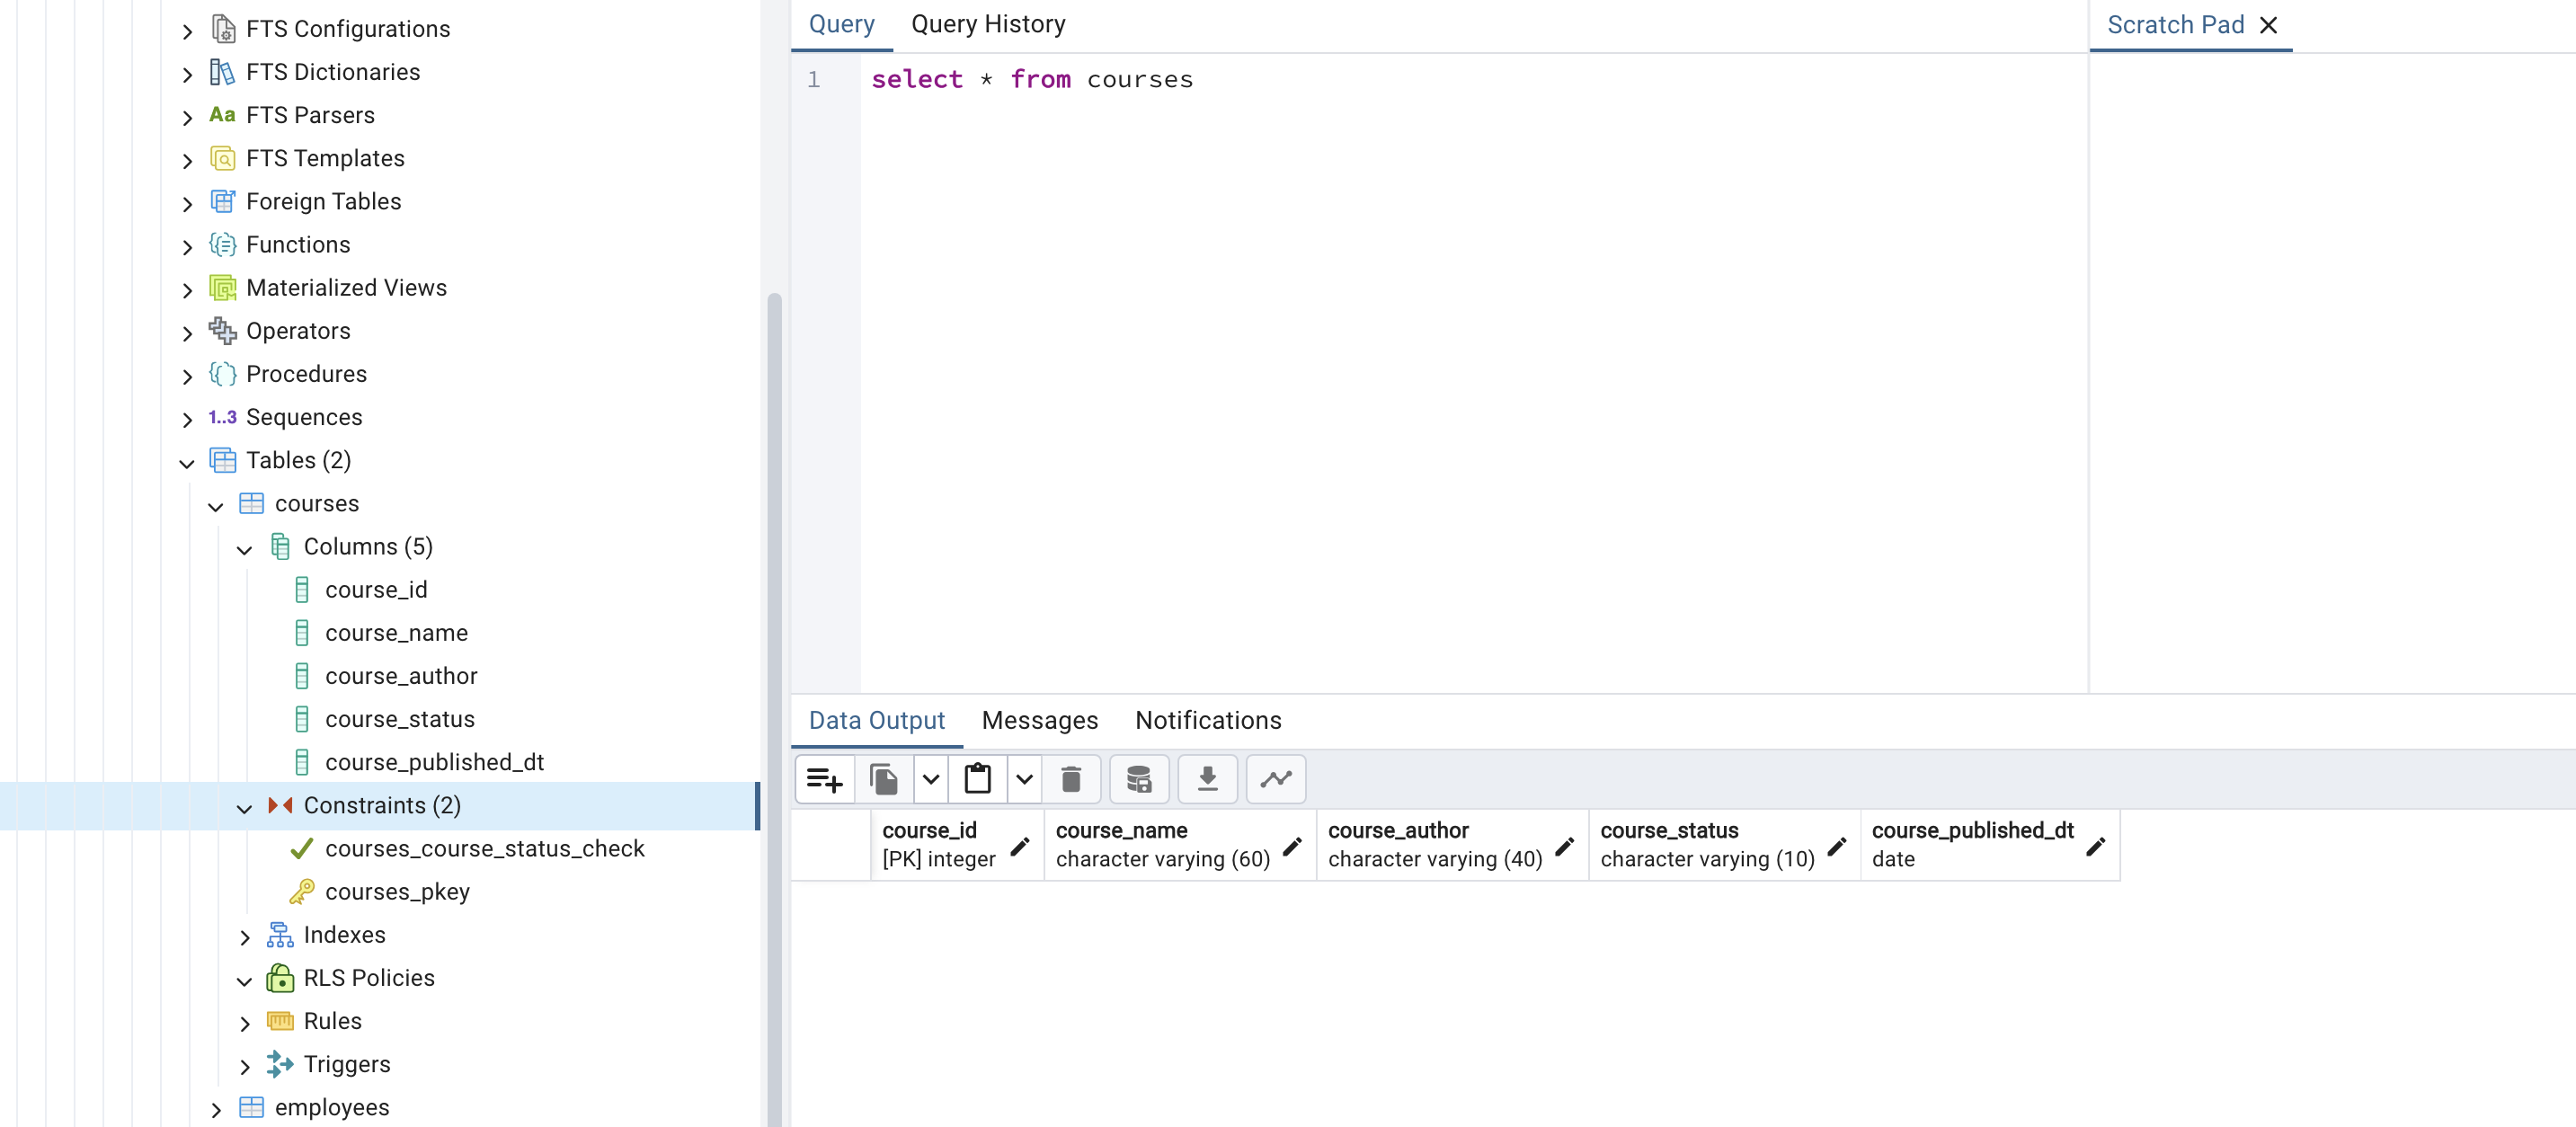 FTS Configurations
FTS Dictionaries
Aa FTS Parsers
FTS Templates
Foreign Tables
Functions
Materialized Views
Operators
Procedures
1..3 Sequences
Tables (2)
courses
Columns (5)
course_id
course_name
course_author
course_status
course_published_dt
Constraints (2)
courses_course_status_check
courses_pkey
Indexes
RLS Policies
Rules
Triggers
employees
Query Query History
1 select * from courses
Scratch Pad
Data Output Messages Notifications
course_id course_name course_author course_status course_published_dt
[PK] integer character varying (60) character varying (40) character varying (10) date